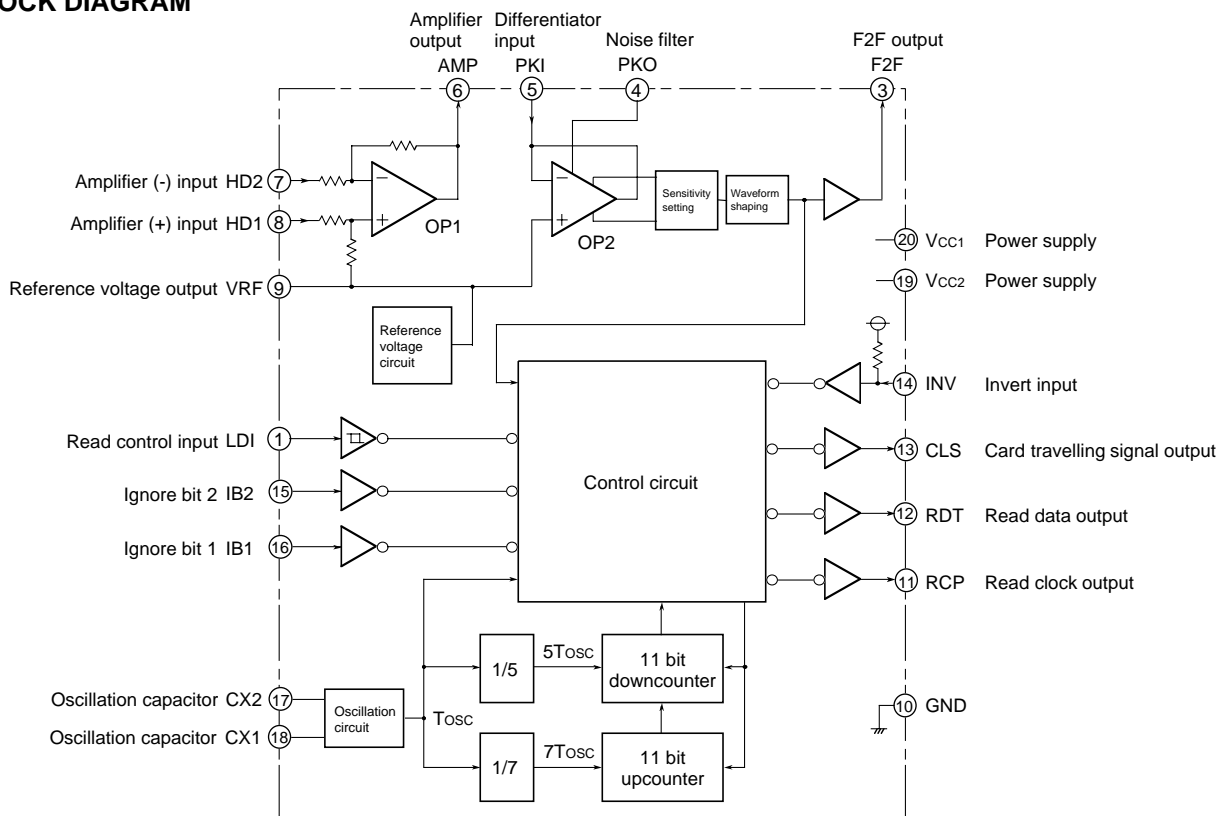 OCK DIAGRAM
Amplifier output
AMP
6
Differentiator input
PKI
5
Noise filter
PKO
4
F2F output
F2F
3
Amplifier (-) input HD2 7
Amplifier (+) input HD1 8
Reference voltage output VRF 9
−
+
OP1
−
+
OP2
Sensitivity
setting
Waveform
shaping
20 VCC1 Power supply
19 VCC2 Power supply
Reference
voltage
circuit
14 INV Invert input
Read control input LDI 1
13 CLS Card travelling signal output
Control circuit
Ignore bit 2 IB2 15
12 RDT Read data output
Ignore bit 1 IB1 16
11 RCP Read clock output
1/5
5TOSC
11 bit
downcounter
Oscillation capacitor CX2 17
Oscillation capacitor CX1 18
Oscillation
circuit
TOSC
10 GND
1/7
7TOSC
11 bit
upcounter